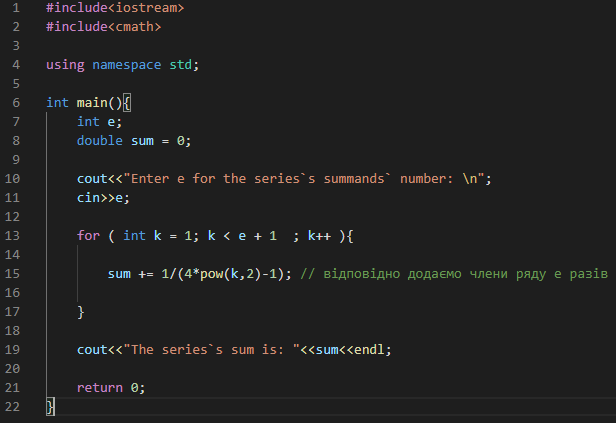 1 #include<iostream>
2 #include<cmath>
3
4 using namespace std;
5
6 int main(){
7 int e;
8 double sum = 0;
9
10 cout<<"Enter e for the series`s summands` number: \n";
11 cin>>e;
12
13 for ( int k = 1; k < e + 1  ; k++ ){
14
15 sum += 1/(4*pow(k,2)-1); // відповідно додаємо члени ряду е разів
16
17 }
18
19 cout<<"The series`s sum is: "<<sum<<endl;
20
21 return 0;
22 }